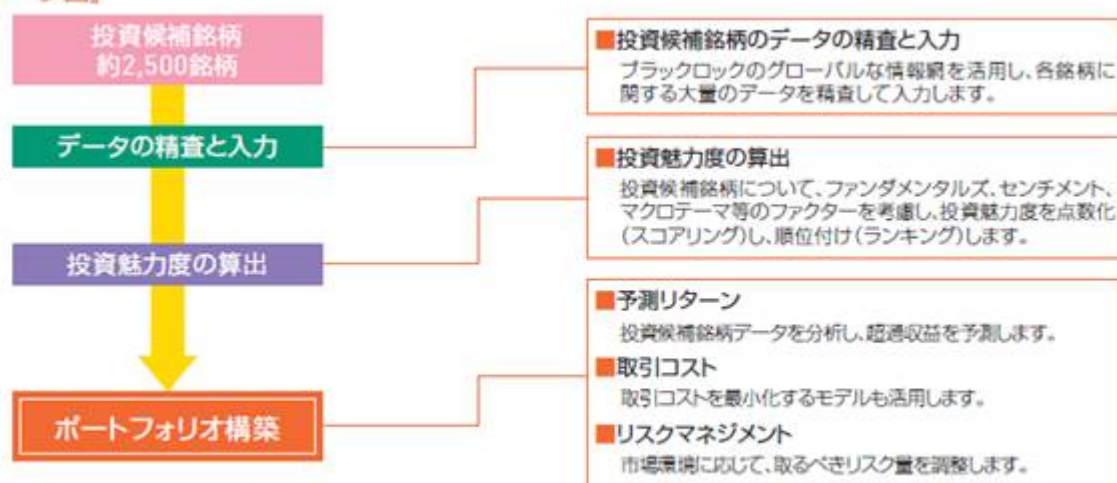 投資候補銘柄
約2,500銘柄
データの精査と入力
投資魅力度の算出
ポートフォリオ構築
■投資候補銘柄のデータの精査と入力
ブラックロックのグローバルな情報網を活用し、各銘柄に
関する大量のデータを精査して入力します。
■投資魅力度の算出
投資候補銘柄について、ファンダメンタルズ、センチメント、
マクロテーマ等のファクターを考慮し、投資魅力度を点数化
(スコアリング)し、順位付け(ランキング)します。
■予測リターン
投資候補銘柄データを分析し、超過収益を予測します。
■取引コスト
取引コストを最小化するモデルも活用します。
■リスクマネジメント
市場環境に応じて、取るべきリスク量を調整します。